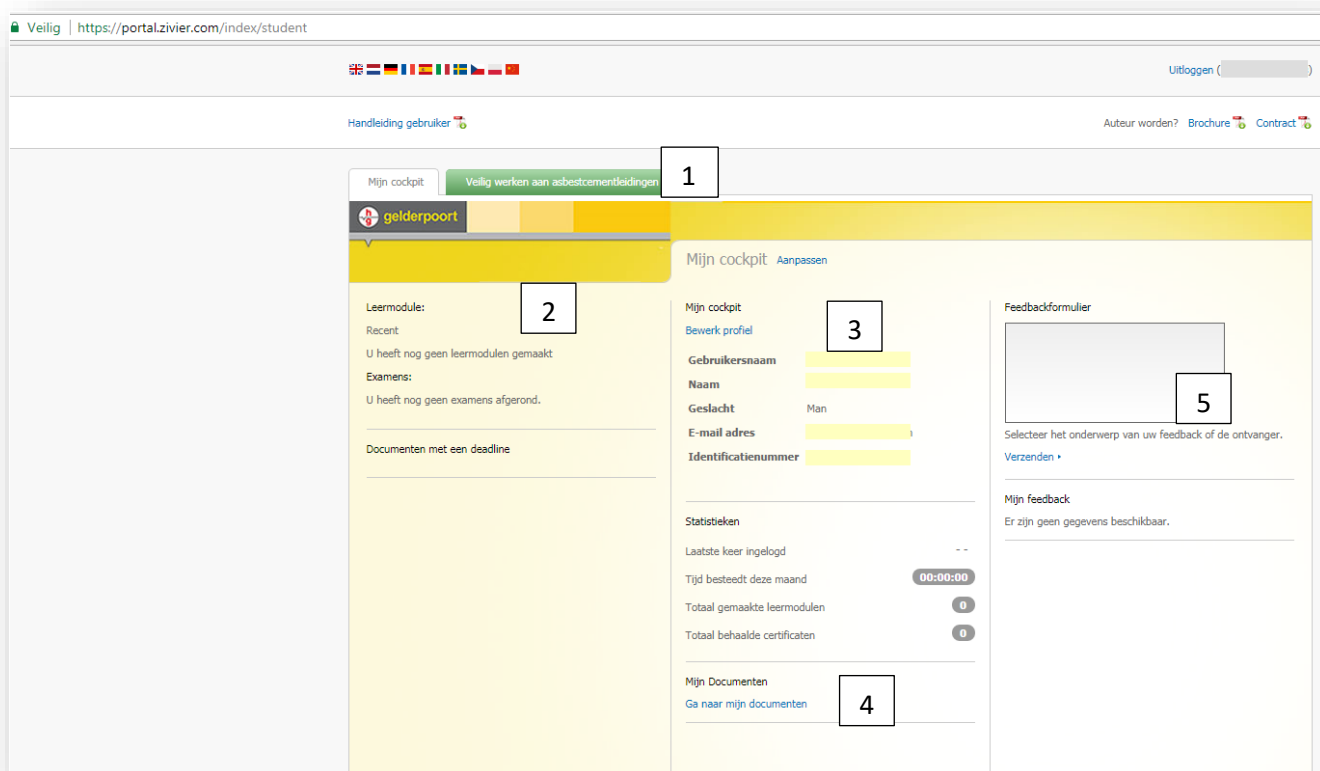 Veilig | https://portal.zivier.com/index/student
Uitloggen ( )
Handleiding gebruiker
Auteur worden? Brochure Contract
Mijn cockpit
Veilig werken aan asbestcementleidingen
1
gelderpoort
Mijn cockpit Aanpassen
Leermodule:
2
Recent
U heeft nog geen leermodulen gemaakt
Examens:
U heeft nog geen examens afgerond.
Documenten met een deadline
Mijn cockpit
3
Bewerk profiel
Gebruikersnaam
Naam
Geslacht Man
E-mail adres
Identificatienummer
Statistieken
Laatste keer ingelogd - -
Tijd besteedt deze maand 00:00:00
Totaal gemaakte leermodulen 0
Totaal behaalde certificaten 0
Mijn Documenten
Ga naar mijn documenten
4
Feedbackformulier
5
Selecteer het onderwerp van uw feedback of de ontvanger.
Verzenden
Mijn feedback
Er zijn geen gegevens beschikbaar.